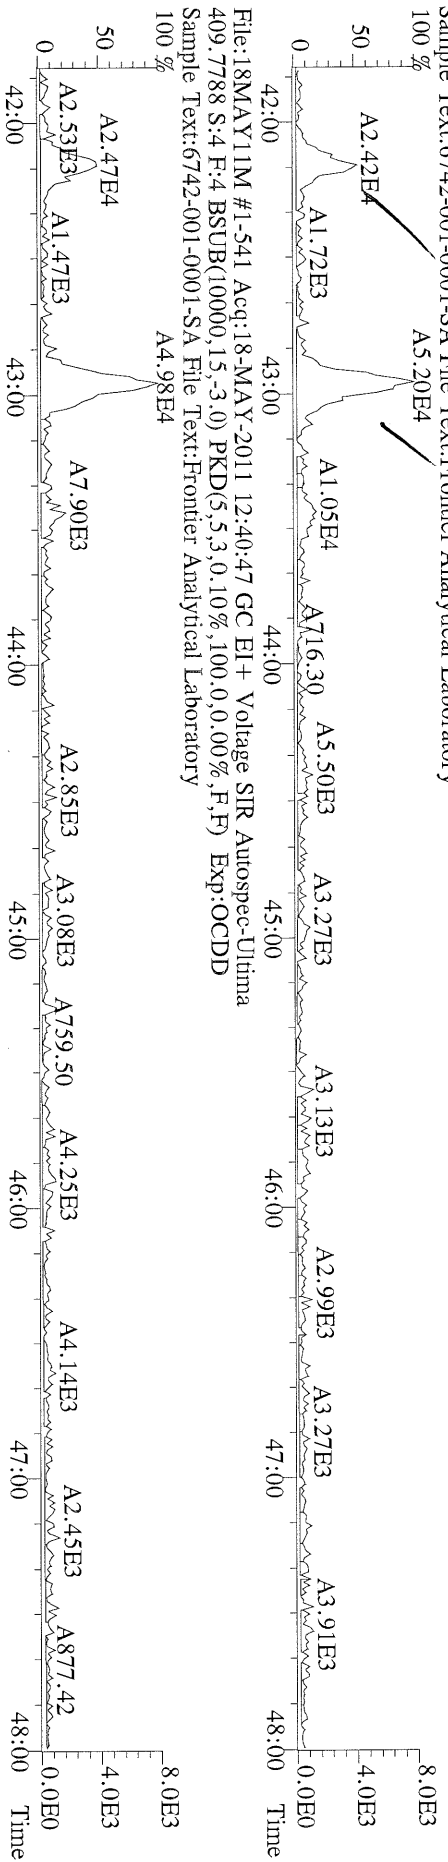 Sample Text:6742-001-0001-SA File Text:Frontier Analytical Laboratory
100 %
50
0
A2.42E4
A1.72E3
A5.20E4
A1.05E4
A716.30
A5.50E3
A3.27E3
A3.13E3
A2.99E3
A3.27E3
A3.91E3
8.0E3
4.0E3
0.0E0
42:00
43:00
44:00
45:00
46:00
47:00
48:00
Time
File:18MAY11M #1-541 Acq:18-MAY-2011 12:40:47 GC EI+ Voltage SIR Autospec-Ultima
409.7788 S:4 F:4 BSUB(10000,15,-3.0) PKD(5,5,3,0.10%,100.0,0.00%,F,F) Exp:OCDD
Sample Text:6742-001-0001-SA File Text:Frontier Analytical Laboratory
100 %
50
0
A2.47E4
A2.53E3
A1.47E3
A4.98E4
A7.90E3
A2.85E3
A3.08E3
A759.50
A4.25E3
A4.14E3
A2.45E3
A877.42
8.0E3
4.0E3
0.0E0
42:00
43:00
44:00
45:00
46:00
47:00
48:00
Time